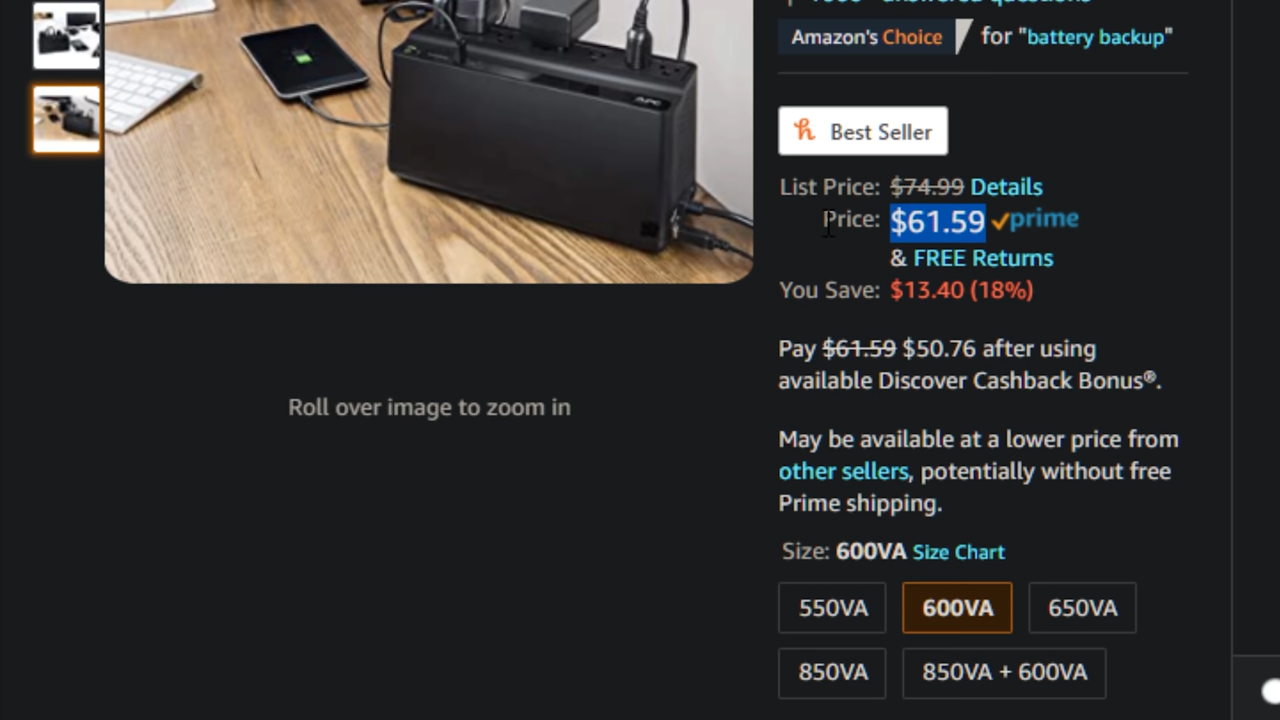 Amazon's Choice for "battery backup"
Best Seller
List Price: $74.99 Details
Price: $61.59 prime
& FREE Returns
You Save: $13.40 (18%)
Pay $61.59 $50.76 after using
available Discover Cashback Bonus®.
May be available at a lower price from
other sellers, potentially without free
Prime shipping.
Size: 600VA Size Chart
550VA 600VA 650VA
850VA 850VA + 600VA
APC
Roll over image to zoom in